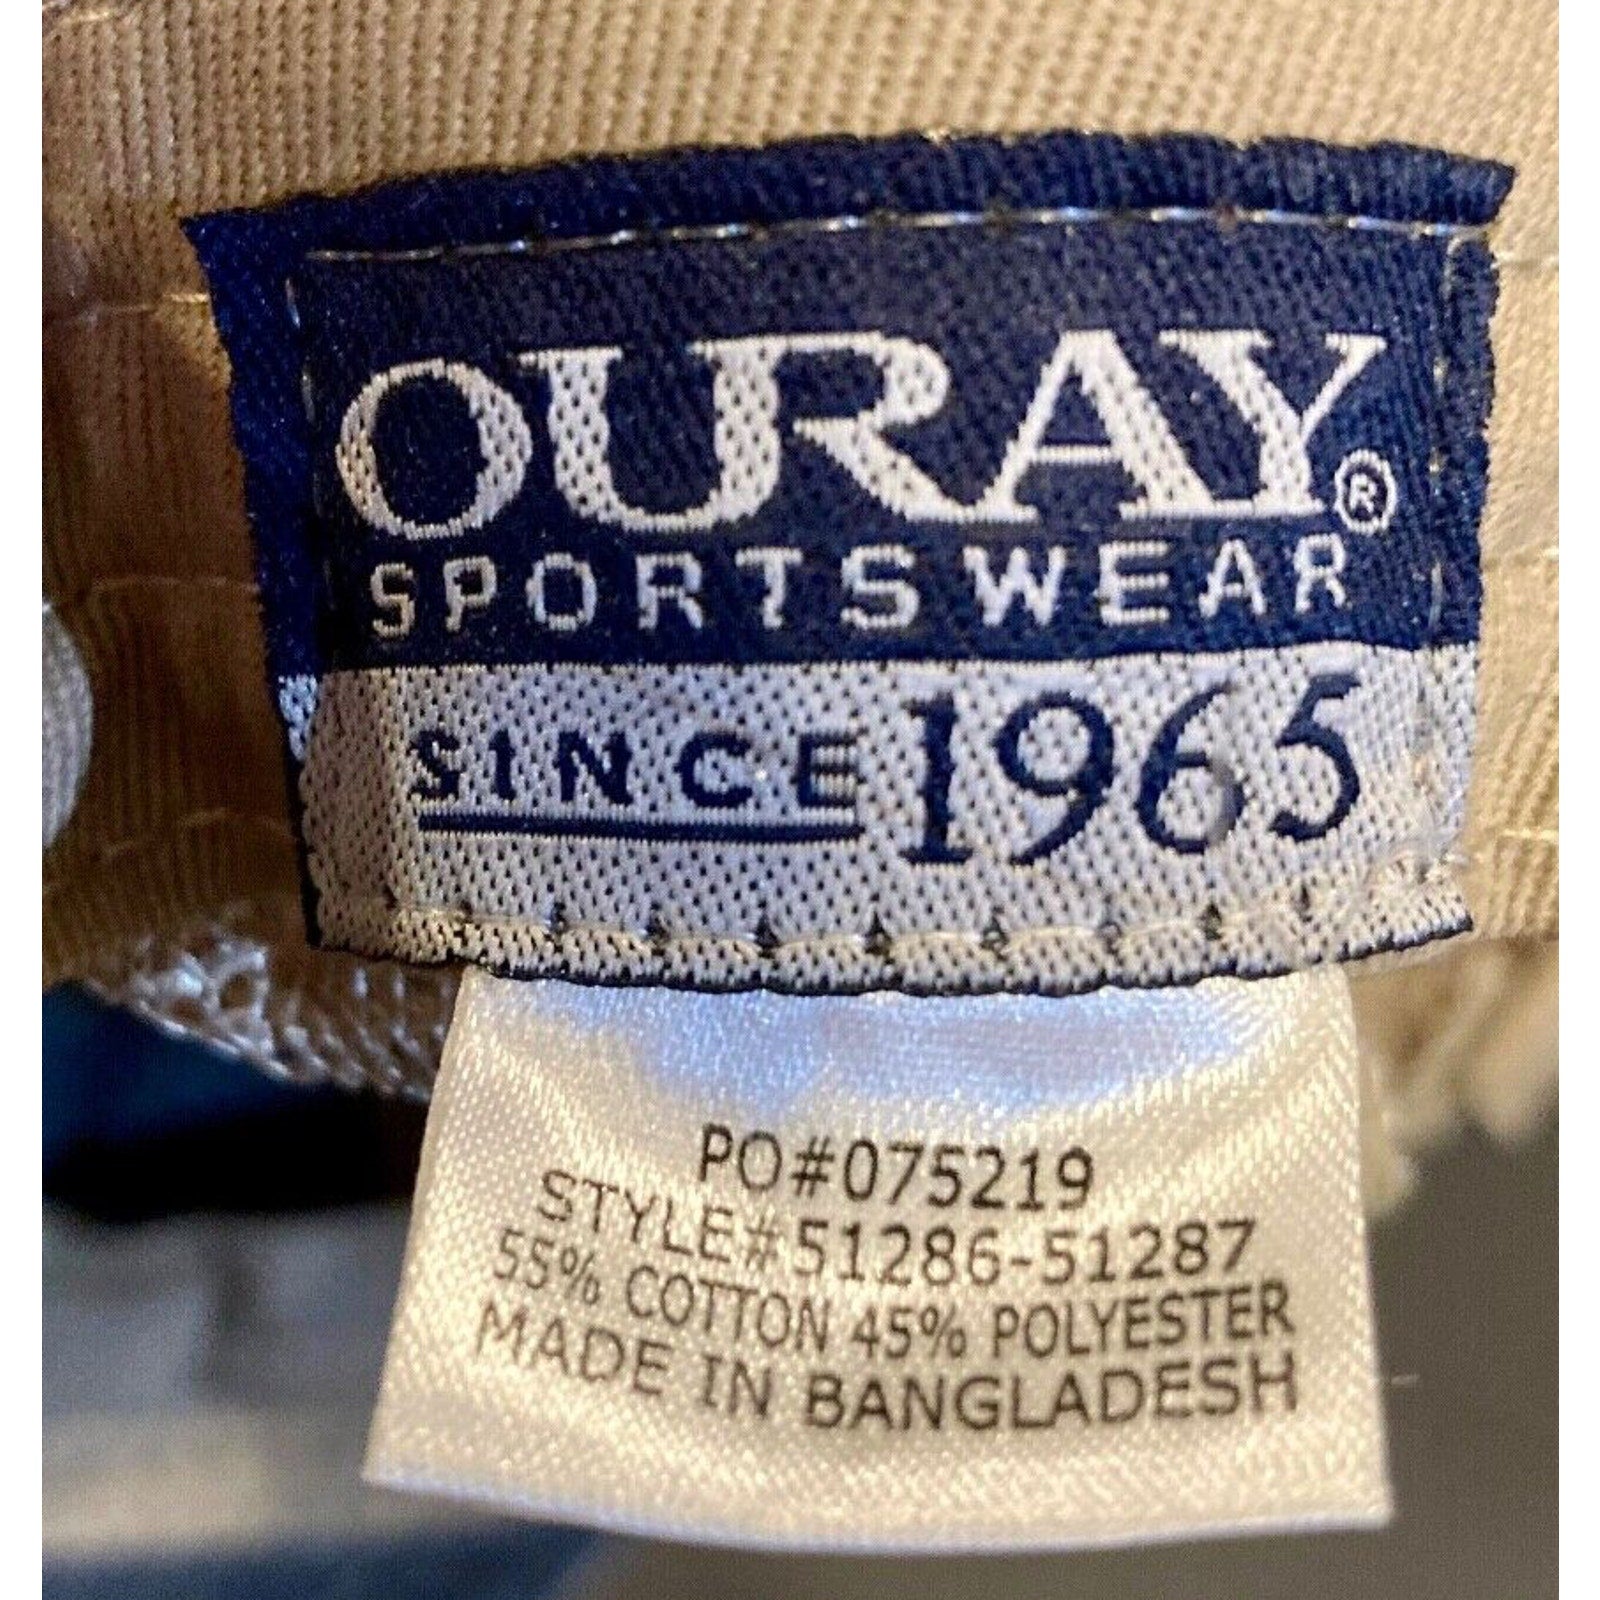 OURAY®
SPORTSWEAR
SINCE 1965
PO#075219
STYLE#51286-51287
55% COTTON 45% POLYESTER
MADE IN BANGLADESH